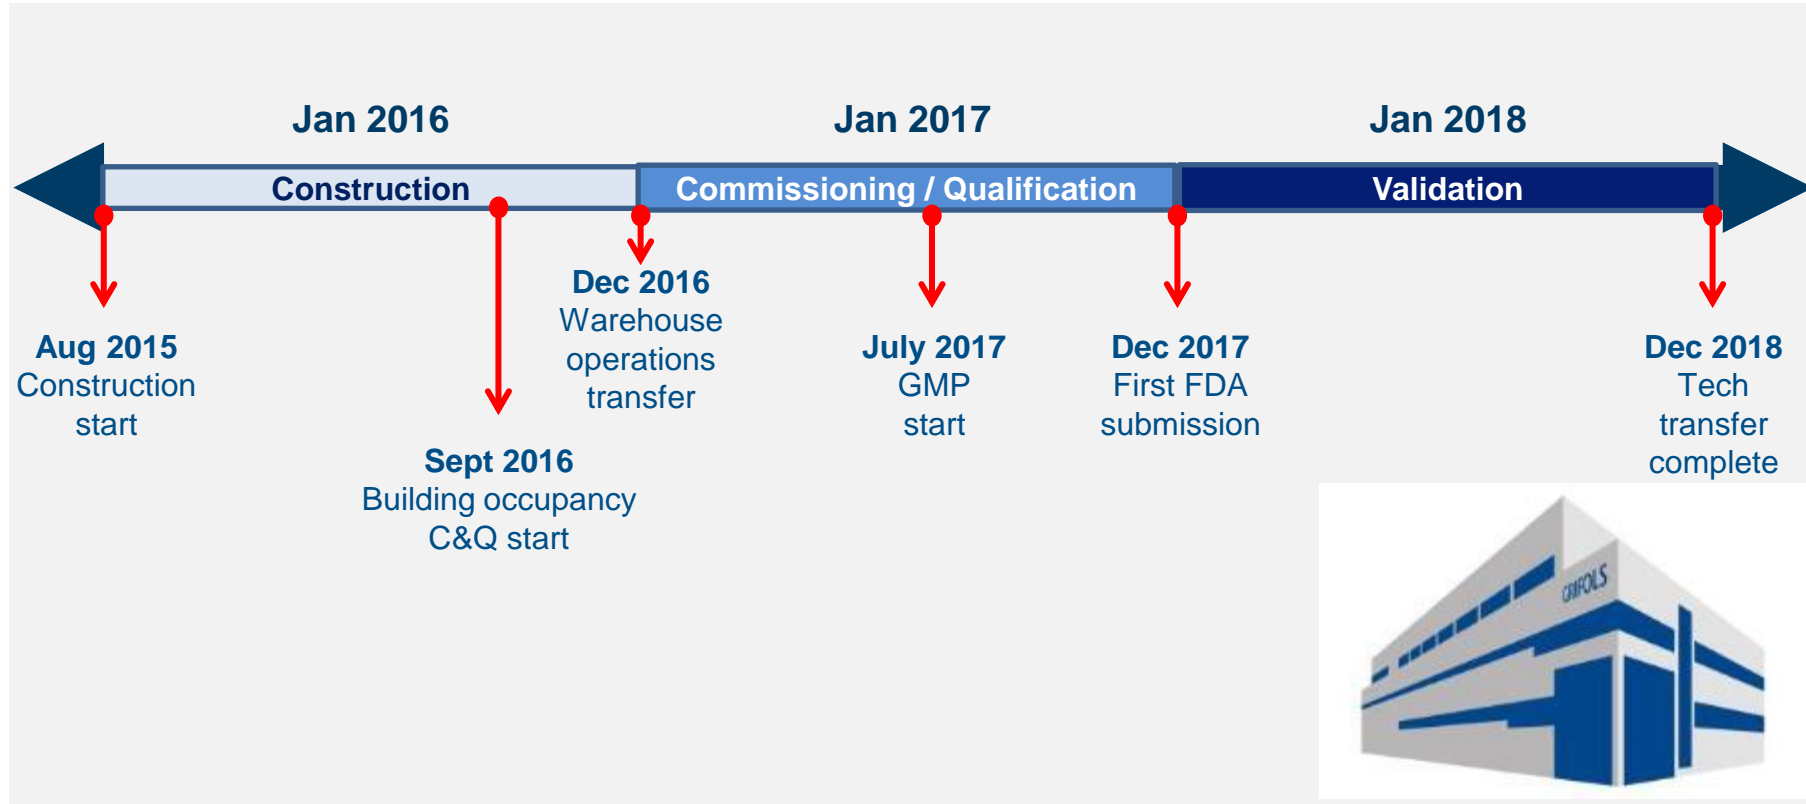 Jan 2016
Jan 2017
Jan 2018
Construction
Commissioning / Qualification
Validation
Aug 2015
Construction
start
Sept 2016
Building occupancy
C&Q start
Dec 2016
Warehouse
operations
transfer
July 2017
GMP
start
Dec 2017
First FDA
submission
Dec 2018
Tech
transfer
complete
GRIFOLS